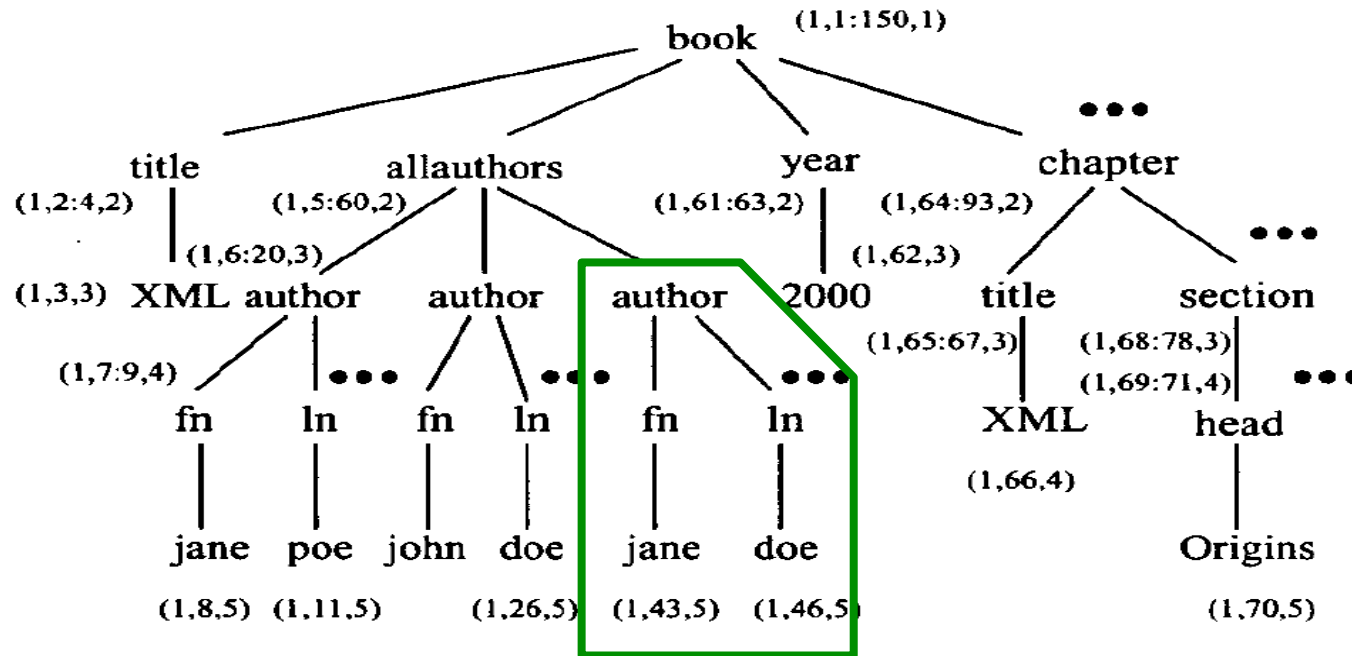 book (1,1:150,1)
title allauthors year chapter
(1,2:4,2) (1,5:60,2) (1,61:63,2) (1,64:93,2)
(1,6:20,3) (1,62,3)
(1,3,3) XML author author author 2000 title section
(1,7:9,4) (1,65:67,3) (1,68:78,3)
(1,69:71,4)
fn ln fn ln fn ln XML head
(1,66,4)
jane poe john doe jane doe Origins
(1,8,5) (1,11,5) (1,26,5) (1,43,5) (1,46,5) (1,70,5)